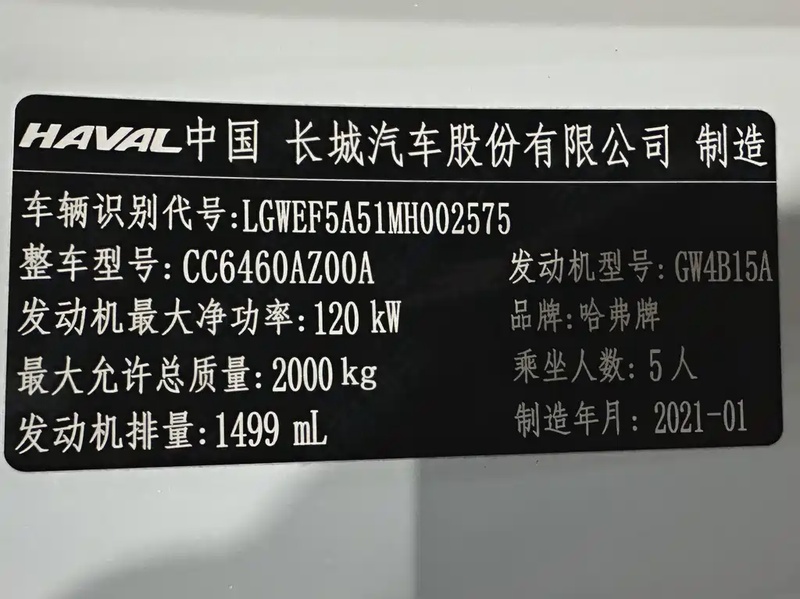 HAVAL中国 长城汽车股份有限公司 制造
车辆识别代号:LGWEF5A51MH002575
整车型号:CC6460AZ00A 发动机型号:GW4B15A
发动机最大净功率:120 kW 品牌:哈弗牌
最大允许总质量:2000kg 乘坐人数:5人
发动机排量:1499 mL 制造年月:2021-01